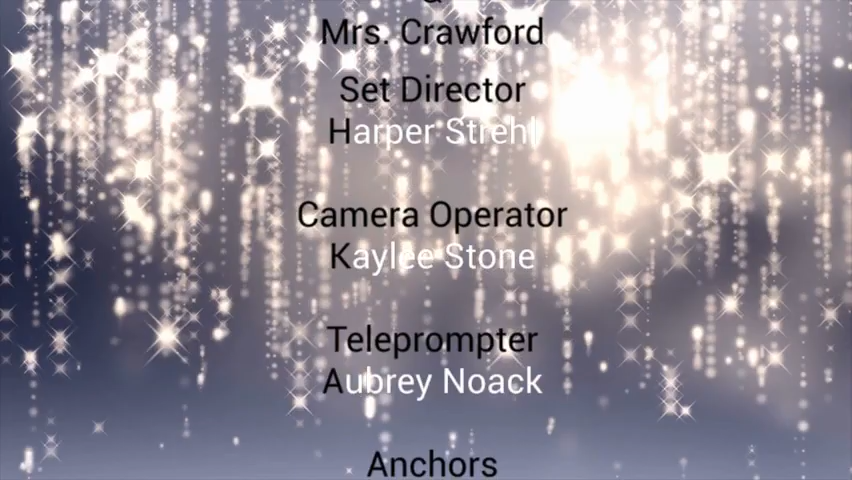 Mrs. Crawford
Set Director
Harper Strehl
Camera Operator
Kaylee Stone
Teleprompter
Aubrey Noack
Anchors